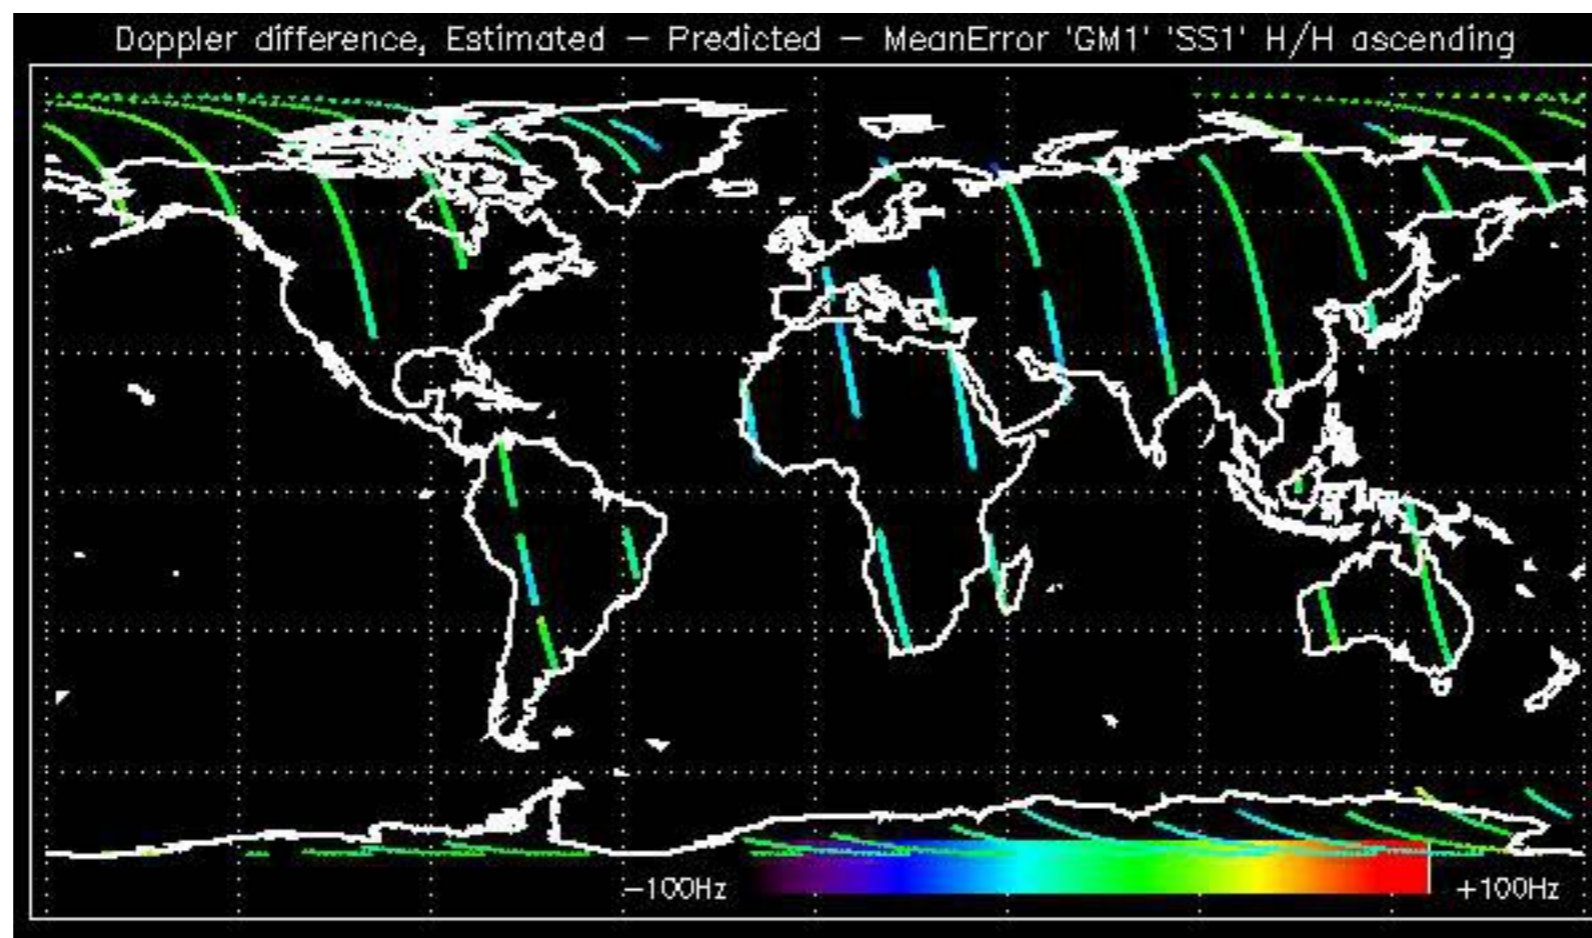 Doppler difference, Estimated − Predicted − MeanError 'GM1' 'SS1' H/H ascending
−100Hz
+100Hz